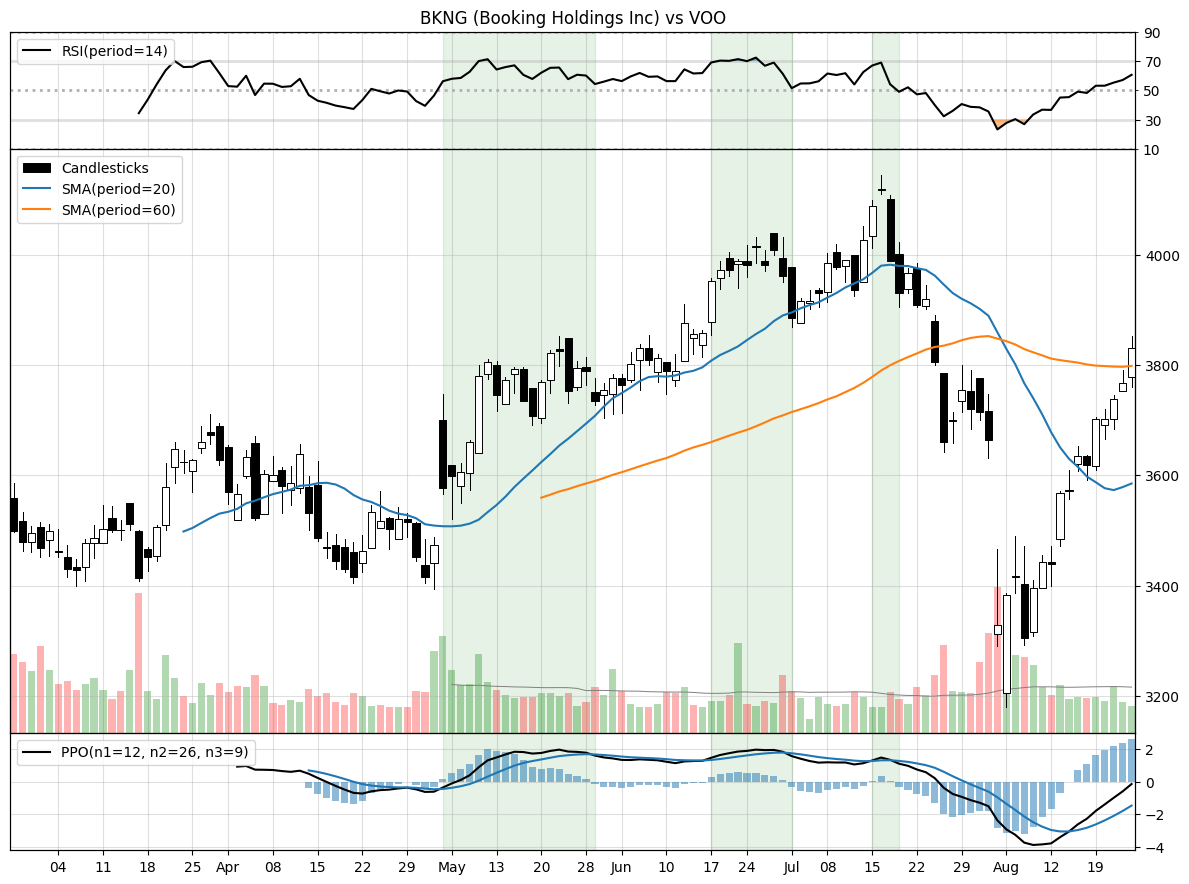 BKNG (Booking Holdings Inc) vs VOO
RSI(period=14)
90
70
50
30
10
Candlesticks
SMA(period=20)
SMA(period=60)
4000
3800
3600
3400
3200
PPO(n1=12, n2=26, n3=9)
2
0
−2
−4
04 11 18 25 Apr 08 15 22 29 May 13 20 28 Jun 10 17 24 Jul 08 15 22 29 Aug 12 19